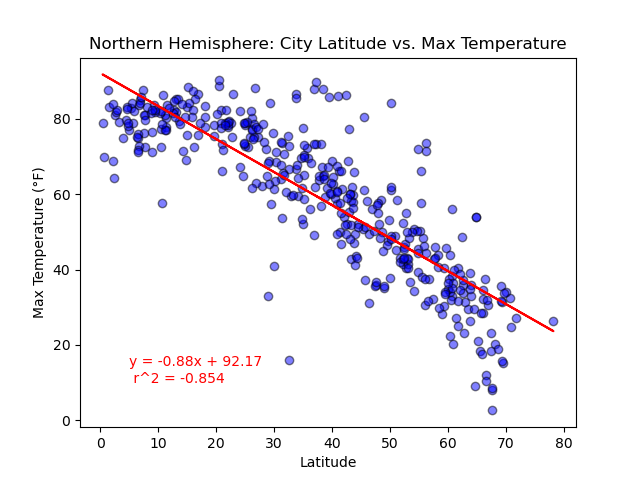 Northern Hemisphere: City Latitude vs. Max Temperature
Max Temperature (°F)
80
60
40
20
0
y = -0.88x + 92.17
r^2 = -0.854
0 10 20 30 40 50 60 70 80
Latitude